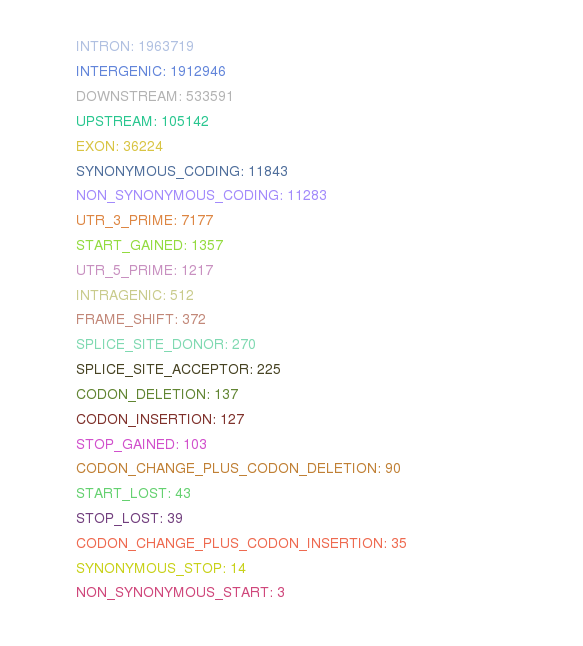 INTRON: 1963719
INTERGENIC: 1912946
DOWNSTREAM: 533591
UPSTREAM: 105142
EXON: 36224
SYNONYMOUS_CODING: 11843
NON_SYNONYMOUS_CODING: 11283
UTR_3_PRIME: 7177
START_GAINED: 1357
UTR_5_PRIME: 1217
INTRAGENIC: 512
FRAME_SHIFT: 372
SPLICE_SITE_DONOR: 270
SPLICE_SITE_ACCEPTOR: 225
CODON_DELETION: 137
CODON_INSERTION: 127
STOP_GAINED: 103
CODON_CHANGE_PLUS_CODON_DELETION: 90
START_LOST: 43
STOP_LOST: 39
CODON_CHANGE_PLUS_CODON_INSERTION: 35
SYNONYMOUS_STOP: 14
NON_SYNONYMOUS_START: 3